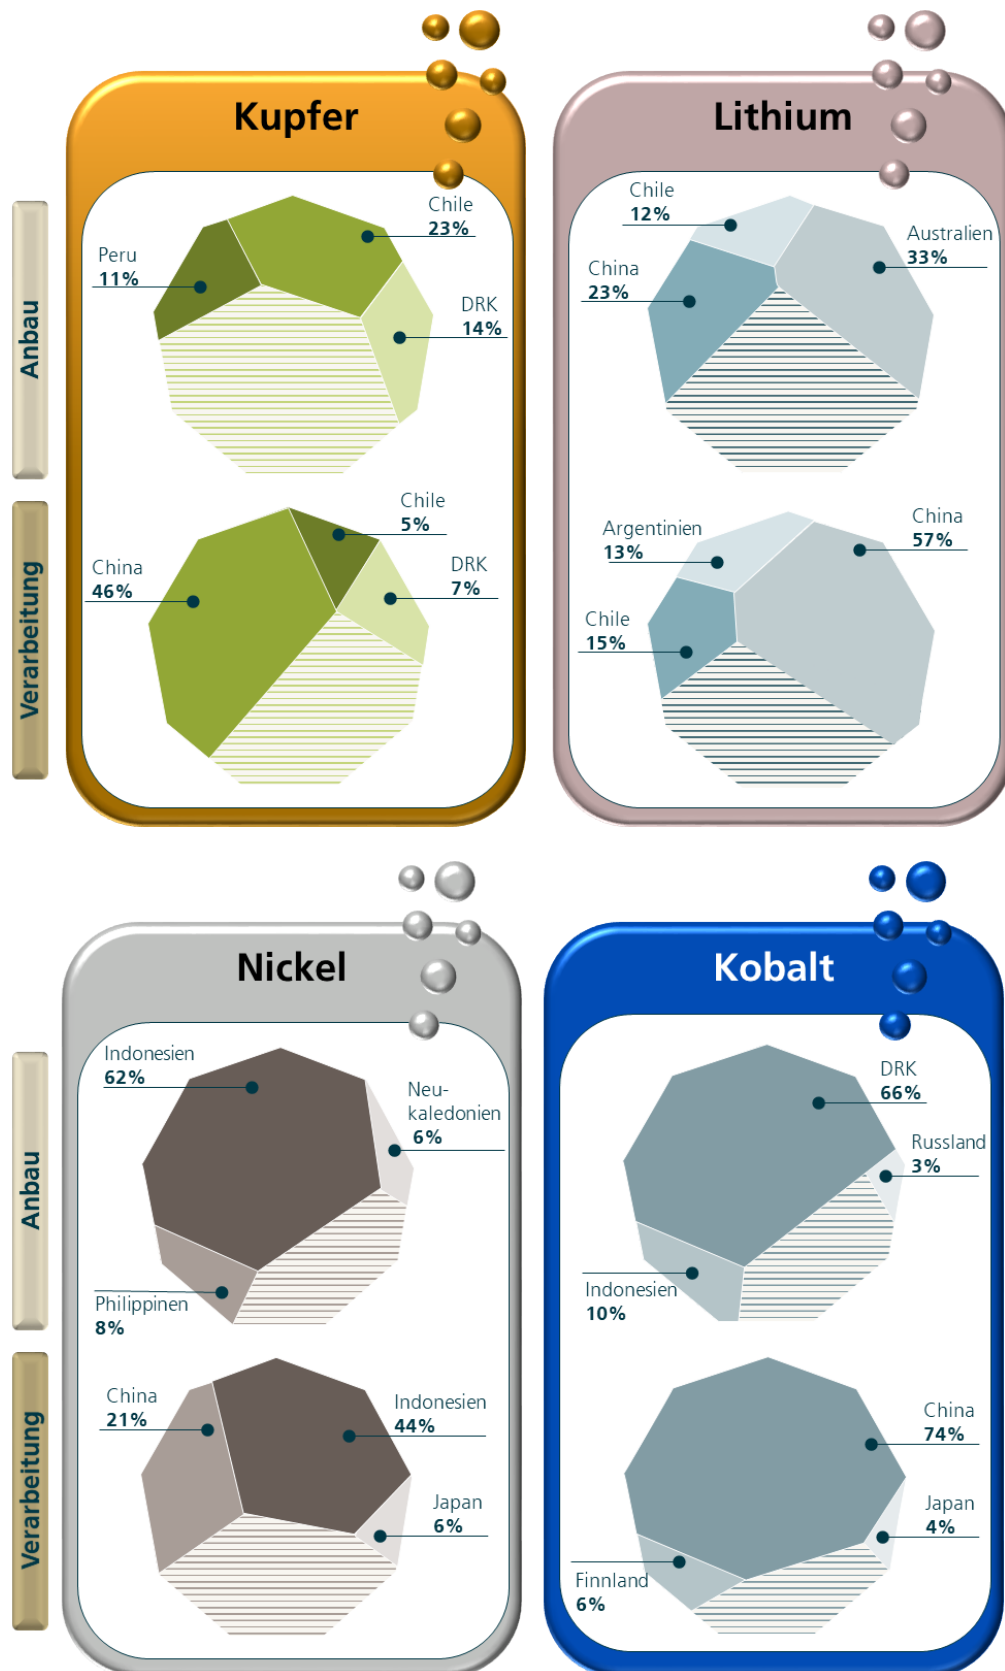 Kupfer
Anbau
Chile
23%
Peru
11%
DRK
14%
Verarbeitung
Chile
5%
China
46%
DRK
7%
Lithium
Chile
12%
Australien
33%
China
23%
Argentinien
13%
China
57%
Chile
15%
Nickel
Anbau
Indonesien
62%
Neu-
kaledonien
6%
Philippinen
8%
Verarbeitung
China
21%
Indonesien
44%
Japan
6%
Kobalt
DRK
66%
Russland
3%
Indonesien
10%
China
74%
Japan
4%
Finnland
6%